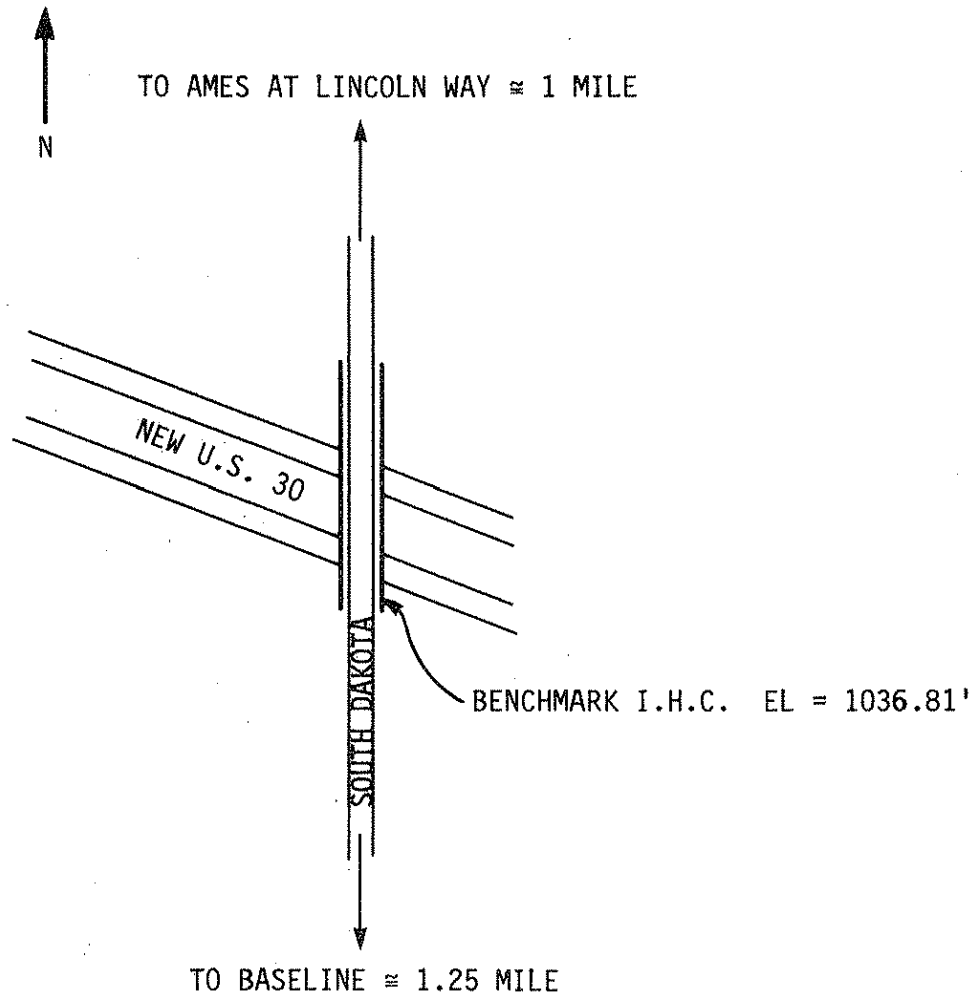 TO AMES AT LINCOLN WAY ≅ 1 MILE
N
NEW U.S. 30
SOUTH DAKOTA
BENCHMARK I.H.C. EL = 1036.81'
TO BASELINE ≅ 1.25 MILE